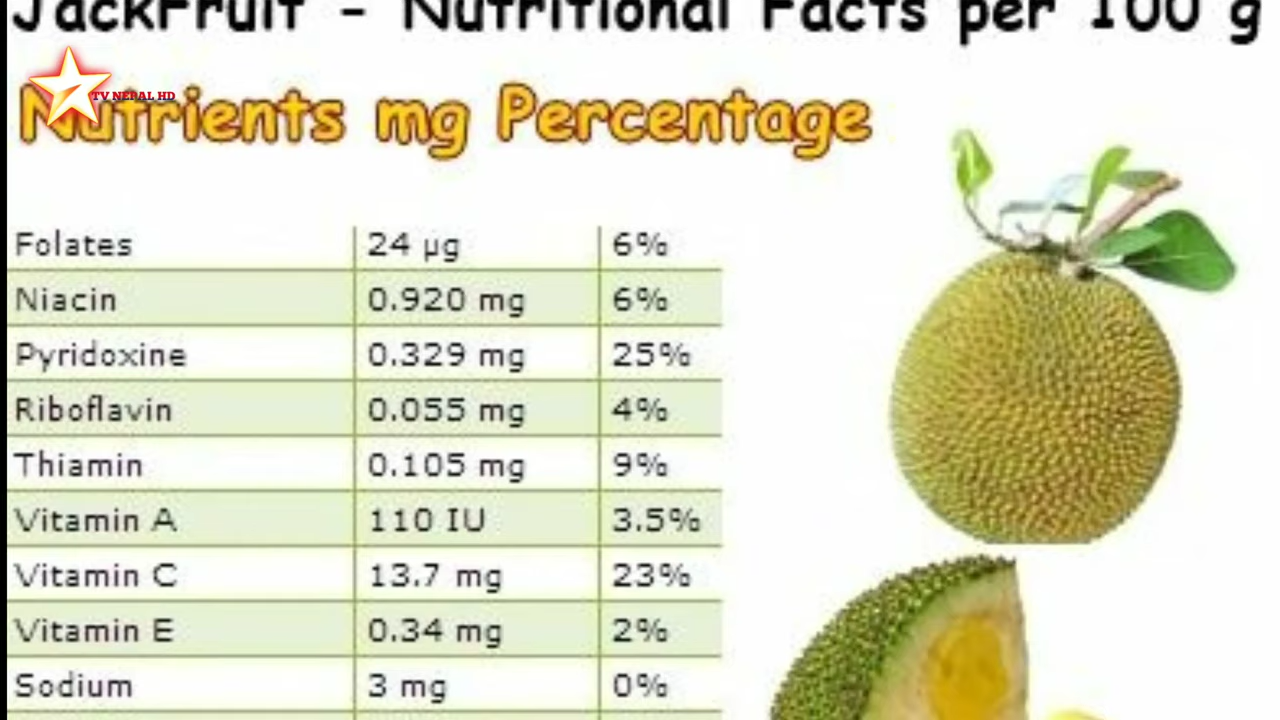 JackFruit - Nutritional Facts per 100 g
TV NEPAL HD
Nutrients mg Percentage
Folates 24 µg 6%
Niacin 0.920 mg 6%
Pyridoxine 0.329 mg 25%
Riboflavin 0.055 mg 4%
Thiamin 0.105 mg 9%
Vitamin A 110 IU 3.5%
Vitamin C 13.7 mg 23%
Vitamin E 0.34 mg 2%
Sodium 3 mg 0%